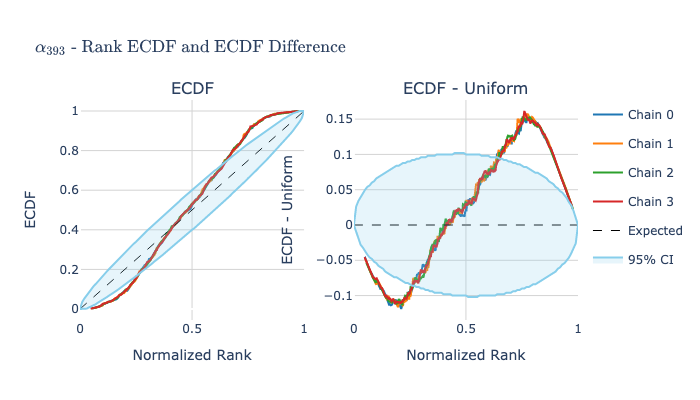 α₃₉₃ - Rank ECDF and ECDF Difference
ECDF
ECDF - Uniform
1
0.8
0.6
0.4
0.2
0
0
0.5
1
ECDF
Normalized Rank
0.15
0.1
0.05
0
−0.05
−0.1
0
0.5
1
ECDF - Uniform
Normalized Rank
Chain 0
Chain 1
Chain 2
Chain 3
Expected
95% CI